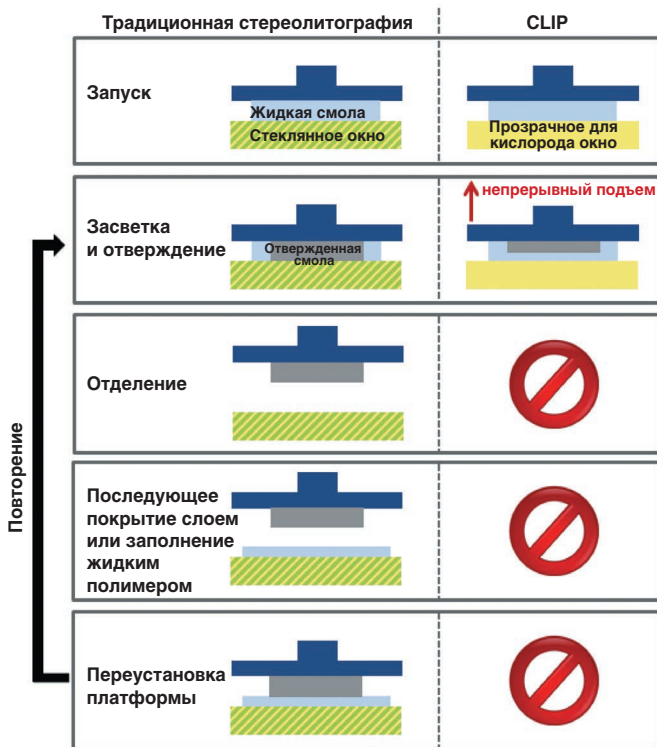 Традиционная стереолитография
CLIP
Запуск
Жидкая смола
Стеклянное окно
Прозрачное для
кислорода окно
Засветка
и отверждение
Отвержденная
смола
непрерывный подъем
Отделение
Последующее
покрытие слоем
или заполнение
жидким
полимером
Переустановка
платформы
Повторение